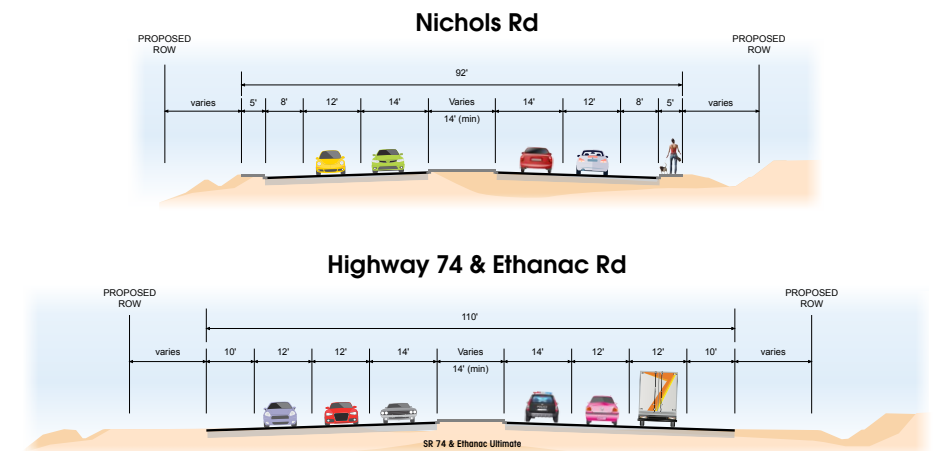 Nichols Rd
PROPOSED
ROW
PROPOSED
ROW
92'
varies 5' 8' 12' 14' Varies 14' 12' 8' 5' varies
14' (min)
Highway 74 & Ethanac Rd
PROPOSED
ROW
PROPOSED
ROW
110'
varies 10' 12' 12' 14' Varies 14' 12' 12' 10' varies
14' (min)
SR 74 & Ethanac Ultimate